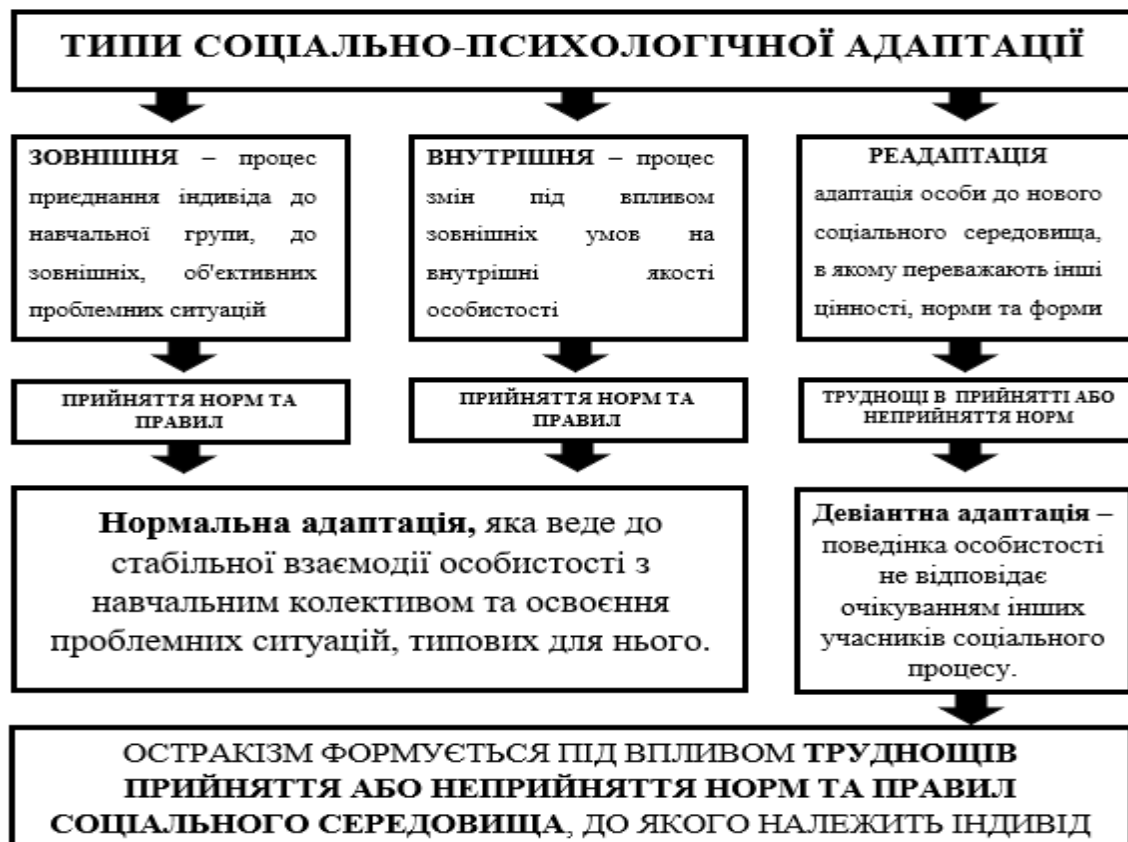 ТИПИ СОЦІАЛЬНО-ПСИХОЛОГІЧНОЇ АДАПТАЦІЇ
ЗОВНІШНЯ – процес
приєднання індивіда до
навчальної групи, до
зовнішніх, об'єктивних
проблемних ситуацій
ВНУТРІШНЯ – процес
змін під впливом
зовнішніх умов на
внутрішні якості
особистості
РЕАДАПТАЦІЯ
адаптація особи до нового
соціального середовища,
в якому переважають інші
цінності, норми та форми
ПРИЙНЯТТЯ НОРМ ТА
ПРАВИЛ
ПРИЙНЯТТЯ НОРМ ТА
ПРАВИЛ
ТРУДНОЩІ В ПРИЙНЯТТІ АБО
НЕПРИЙНЯТТЯ НОРМ
Нормальна адаптація, яка веде до
стабільної взаємодії особистості з
навчальним колективом та освоєння
проблемних ситуацій, типових для нього.
Девіантна адаптація –
поведінка особистості
не відповідає
очікуванням інших
учасників соціального
процесу.
ОСТРАКІЗМ ФОРМУЄТЬСЯ ПІД ВПЛИВОМ ТРУДНОЩІВ
ПРИЙНЯТТЯ АБО НЕПРИЙНЯТТЯ НОРМ ТА ПРАВИЛ
СОЦІАЛЬНОГО СЕРЕДОВИЩА, ДО ЯКОГО НАЛЕЖИТЬ ІНДИВІД